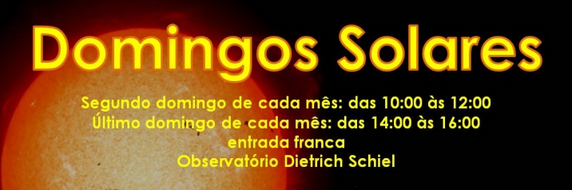 Domingos Solares
Segundo domingo de cada mês: das 10:00 às 12:00
Último domingo de cada mês: das 14:00 às 16:00
entrada franca
Observatório Dietrich Schiel